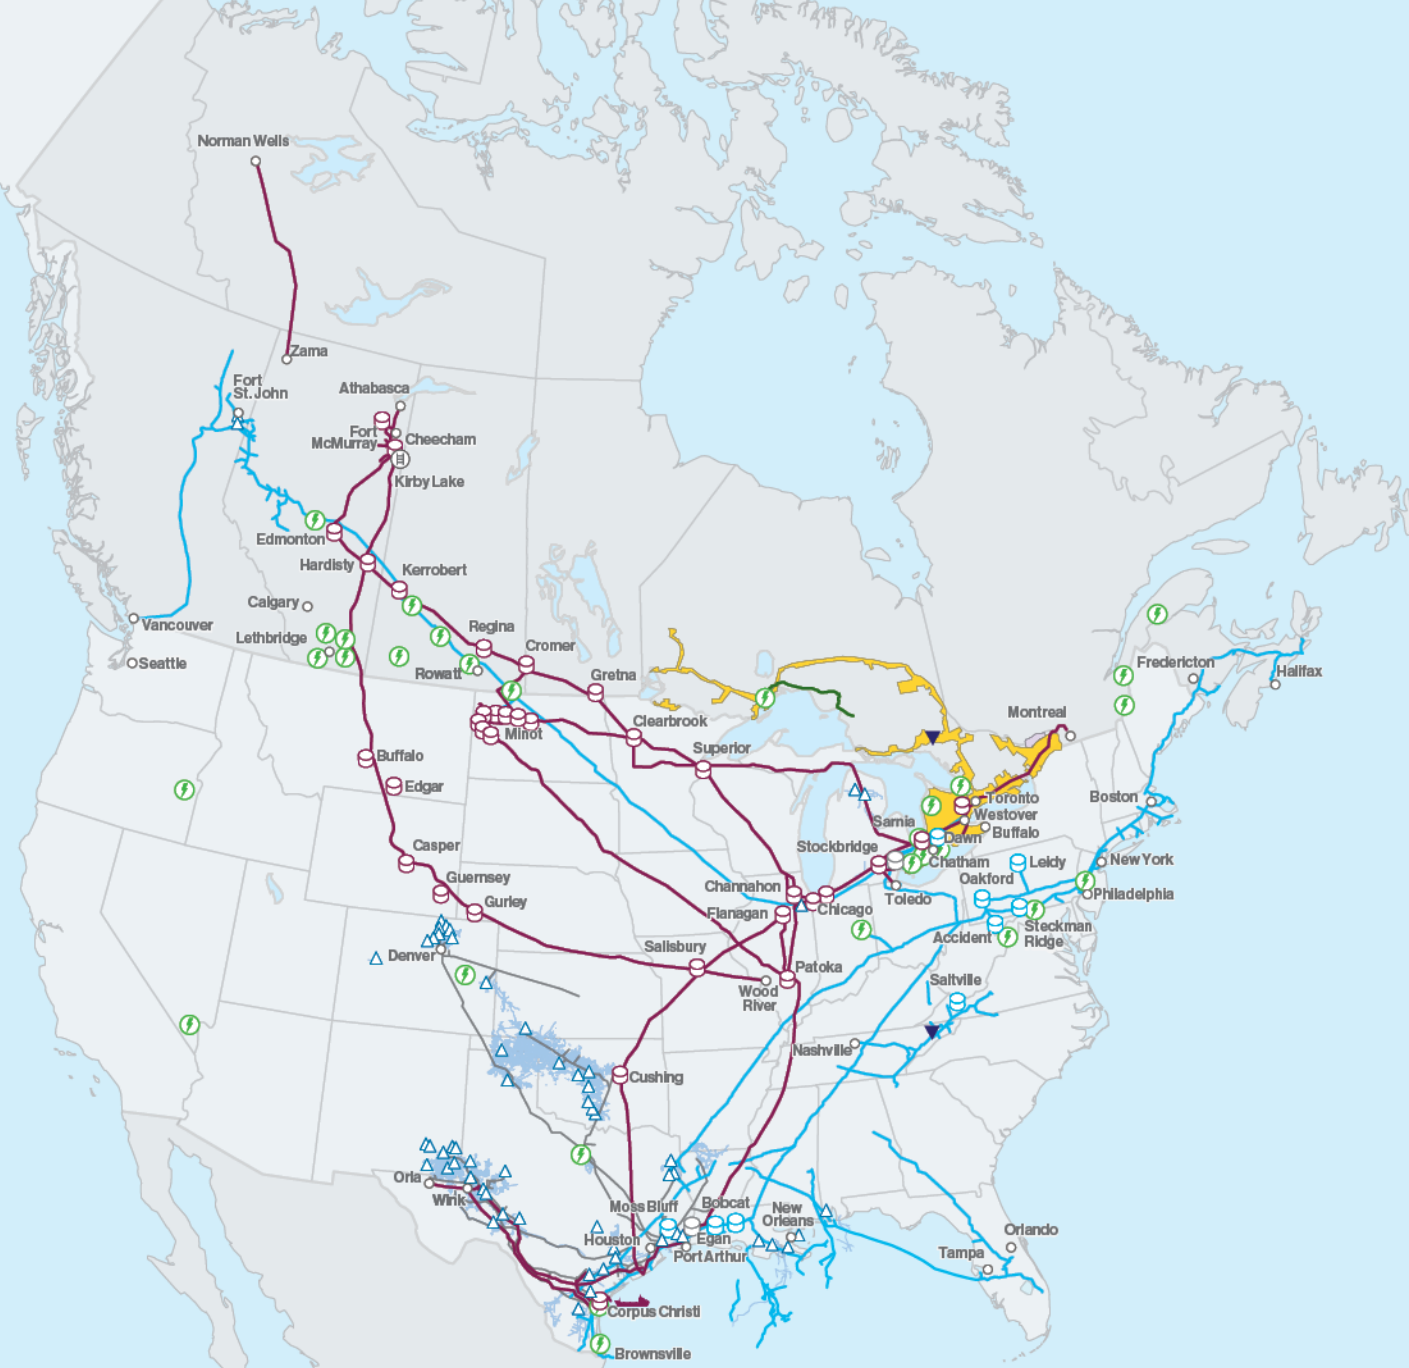 Norman Wells
Zama
Fort
St. John
Athabasca
Fort
McMurray
Cheecham
Kirby Lake
Edmonton
Hardisty
Kerrobert
Calgary
Vancouver
Lethbridge
Regina
Cromer
Seattle
Rowatt
Gretna
Fredericton
Halifax
Montreal
Clearbrook
Minot
Superior
Buffalo
Edgar
Boston
Toronto
Westover
Sarnia
Buffalo
Dawn
Casper
Stockbridge
Chatham
Leidy
New York
Guernsey
Oakford
Channahon
Toledo
Philadelphia
Gurley
Flanagan
Chicago
Steckman
Ridge
Accident
Salisbury
Denver
Patoka
Saltville
Wood
River
Nashville
Cushing
Orla
Wink
Moss Bluff
Bobcat
New
Orleans
Houston
Egan
Port Arthur
Orlando
Tampa
Corpus Christi
Brownsville